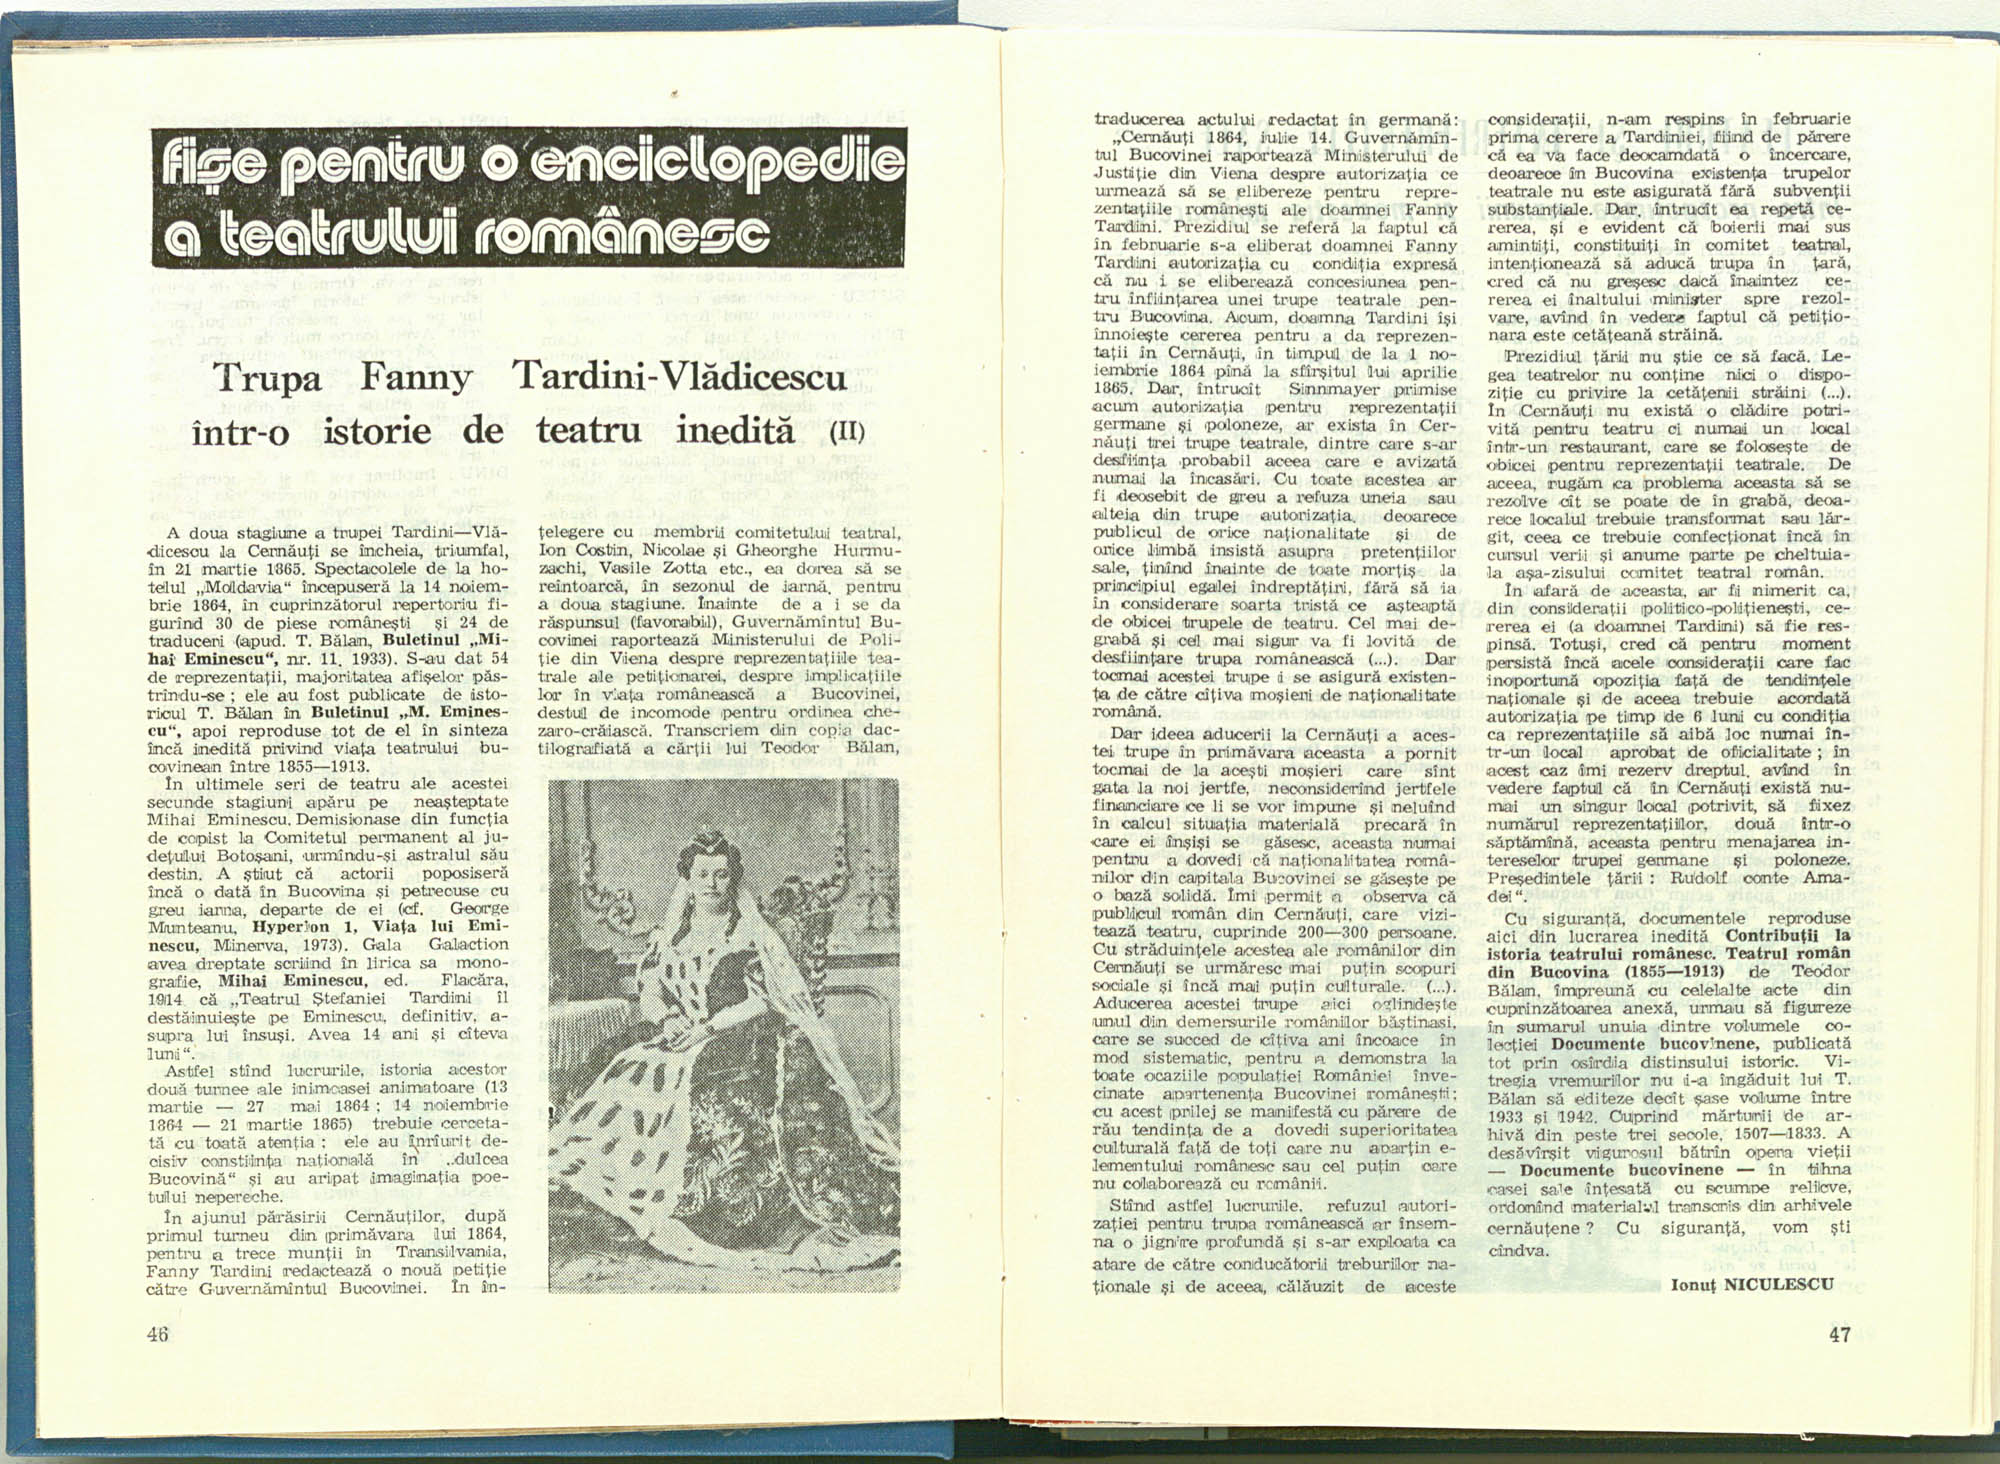 fișe pentru o enciclopedie
a teatrului românesc
Trupa Fanny Tardini-Vlădicescu
într-o istorie de teatru inedită (II)
A doua stagiune a trupei Tardini—Vlă-
dicescu la Cernăuți se încheia, triumfal,
în 21 martie 1865. Spectacolele de la ho-
telul „Moldavia“ începuseră la 14 noiem-
brie 1864, în cuprinzătorul repertoriu fi-
gurînd 30 de piese românești și 24 de
traduceri (apud. T. Bălan, Buletinul „Mi-
hai Eminescu“, nr. 11, 1933). S-au dat 54
de reprezentații, majoritatea afișelor păs-
trîndu-se ; ele au fost publicate de isto-
ricul T. Bălan în Buletinul „M. Emines-
cu“, apoi reproduse tot de el în sinteza
încă inedită privind viața teatrului bu-
covinean între 1855—1913.
În ultimele seri de teatru ale acestei
secunde stagiuni apăru pe neașteptate
Mihai Eminescu. Demisionase din funcția
de copist la Comitetul permanent al ju-
dețului Botoșani, urmîndu-și astralul său
destin. A știut că actorii poposiseră
încă o dată în Bucovina și petrecuse cu
greu iarna, departe de ei (cf. George
Munteanu, Hyperion 1, Viața lui Emi-
nescu, Minerva, 1973). Gala Galaction
avea dreptate scriind în lirica sa mono-
grafie, Mihai Eminescu, ed. Flacăra,
1914 că „Teatrul Ștefaniei Tardini îl
destăinuiește pe Eminescu, definitiv, a-
supra lui însuși. Avea 14 ani și cîteva
luni“.
Astfel stînd lucrurile, istoria acestor
două turnee ale inimoasei animatoare (13
martie — 27 mai 1864 ; 14 noiembrie
1864 — 21 martie 1865) trebuie cerceta-
tă cu toată atenția ; ele au înrîurit de-
cisiv conștiința națională în „dulcea
Bucovină“ și au aripat imaginația poe-
tului nepereche.
În ajunul părăsirii Cernăuților, după
primul turneu din primăvara lui 1864,
pentru a trece munții în Transilvania,
Fanny Tardini redactează o nouă petiție
către Guvernămîntul Bucovinei. În în-
țelegere cu membrii comitetului teatral,
Ion Costin, Nicolae și Gheorghe Hurmu-
zachi, Vasile Zotta etc., ea dorea să se
reîntoarcă, în sezonul de iarnă, pentru
a doua stagiune. Înainte de a i se da
răspunsul (favorabil), Guvernămîntul Bu-
covinei raportează Ministerului de Poli-
ție din Viena despre reprezentațiile tea-
trale ale petiționarei, despre implicațiile
lor în viața românească a Bucovinei,
destul de incomode pentru ordinea che-
zaro-crăiască. Transcriem din copia dac-
tilografiată a cărții lui Teodor Bălan,
46
traducerea actului redactat în germană:
„Cernăuți 1864, iulie 14. Guvernămîn-
tul Bucovinei raportează Ministerului de
Justiție din Viena despre autorizația ce
urmează să se elibereze pentru repre-
zentațiile românești ale doamnei Fanny
Tardini. Prezidiul se referă la faptul că
în februarie s-a eliberat doamnei Fanny
Tardini autorizația cu condiția expresă
că nu i se eliberează concesiunea pen-
tru înființarea unei trupe teatrale pen-
tru Bucovina. Acum, doamna Tardini își
înnoiește cererea pentru a da reprezen-
tații în Cernăuți, în timpul de la 1 no-
iembrie 1864 pînă la sfîrșitul lui aprilie
1865. Dar, întrucît Sinnmayer primise
acum autorizația pentru reprezentații
germane și poloneze, ar exista în Cer-
năuți trei trupe teatrale, dintre care s-ar
desființa probabil aceea care e avizată
numai la încasări. Cu toate acestea ar
fi deosebit de greu a refuza uneia sau
alteia din trupe autorizația, deoarece
publicul de orice naționalitate și de
orice limbă insistă asupra pretențiilor
sale, ținînd înainte de toate morțiș la
principiul egalei îndreptățiri, fără să ia
în considerare soarta tristă ce așteaptă
de obicei trupele de teatru. Cel mai de-
grabă și cel mai sigur va fi lovită de
desființare trupa românească (...). Dar
tocmai acestei trupe i se asigură existen-
ța de către cîțiva moșieri de naționalitate
română.
Dar ideea aducerii la Cernăuți a aces-
tei trupe în primăvara aceasta a pornit
tocmai de la acești moșieri care sînt
gata la noi jertfe, neconsiderînd jertfele
financiare ce li se vor impune și neluînd
în calcul situația materială precară în
care ei înșiși se găsesc, aceasta numai
pentru a dovedi că naționalitatea româ-
nilor din capitala Bucovinei se găsește pe
o bază solidă. Îmi permit a observa că
publicul român din Cernăuți, care vizi-
tează teatru, cuprinde 200—300 persoane.
Cu străduințele acestea ale românilor din
Cernăuți se urmăresc mai puțin scopuri
sociale și încă mai puțin culturale. (...).
Aducerea acestei trupe aici oglindește
unul din demersurile românilor băștinași,
care se succed de cîțiva ani încoace în
mod sistematic, pentru a demonstra la
toate ocaziile populației României înve-
cinate apartenența Bucovinei românești;
cu acest prilej se manifestă cu părere de
rău tendința de a dovedi superioritatea
culturală față de toți care nu aparțin e-
lementului românesc sau cel puțin care
nu colaborează cu românii.
Stînd astfel lucrurile, refuzul autori-
zației pentru trupa românească ar însem-
na o jignire profundă și s-ar exploata ca
atare de către conducătorii treburilor na-
ționale și de aceea, călăuzit de aceste
considerații, n-am respins în februarie
prima cerere a Tardiniei, fiind de părere
că ea va face deocamdată o încercare,
deoarece în Bucovina existența trupelor
teatrale nu este asigurată fără subvenții
substanțiale. Dar, întrucît ea repetă ce-
rerea, și e evident că boierii mai sus
amintiți, constituiți în comitet teatral,
intenționează să aducă trupa în țară,
cred că nu greșesc dacă înaintez ce-
rerea ei înaltului minister spre rezol-
vare, avînd în vedere faptul că petițio-
nara este cetățeană străină.
Prezidiul țării nu știe ce să facă. Le-
gea teatrelor nu conține nici o dispo-
ziție cu privire la cetățenii străini (...).
În Cernăuți nu există o clădire potri-
vită pentru teatru ci numai un local
într-un restaurant, care se folosește de
obicei pentru reprezentații teatrale. De
aceea, rugăm ca problema aceasta să se
rezolve cît se poate de în grabă, deoa-
rece localul trebuie transformat sau lăr-
git, ceea ce trebuie confecționat încă în
cursul verii și anume parte pe cheltuia-
la așa-zisului comitet teatral român.
În afară de aceasta, ar fi nimerit ca,
din considerații politico-polițienești, ce-
rerea ei (a doamnei Tardini) să fie res-
pinsă. Totuși, cred că pentru moment
persistă încă acele considerații care fac
inoportună opoziția față de tendințele
naționale și de aceea trebuie acordată
autorizația pe timp de 6 luni cu condiția
ca reprezentațiile să aibă loc numai în-
tr-un local aprobat de oficialitate ; în
acest caz îmi rezerv dreptul, avînd în
vedere faptul că în Cernăuți există nu-
mai un singur local potrivit, să fixez
numărul reprezentațiilor, două într-o
săptămînă, aceasta pentru menajarea in-
tereselor trupei germane și poloneze.
Președintele țării : Rudolf conte Ama-
dei“.
Cu siguranță, documentele reproduse
aici din lucrarea inedită Contribuții la
istoria teatrului românesc. Teatrul român
din Bucovina (1855—1913) de Teodor
Bălan, împreună cu celelalte acte din
cuprinzătoarea anexă, urmau să figureze
în sumarul unuia dintre volumele co-
lecției Documente bucovinene, publicată
tot prin osîrdia distinsului istoric. Vi-
tregia vremurilor nu i-a îngăduit lui T.
Bălan să editeze decît șase volume între
1933 și 1942. Cuprind mărturii de ar-
hivă din peste trei secole, 1507—1833. A
desăvîrșit vigurosul bătrîn opera vieții
— Documente bucovinene — în tihna
casei sale înțesată cu scumpe relicve,
ordonînd materialul transcris din arhivele
cernăuțene ? Cu siguranță, vom ști
cîndva.
Ionuț NICULESCU
47